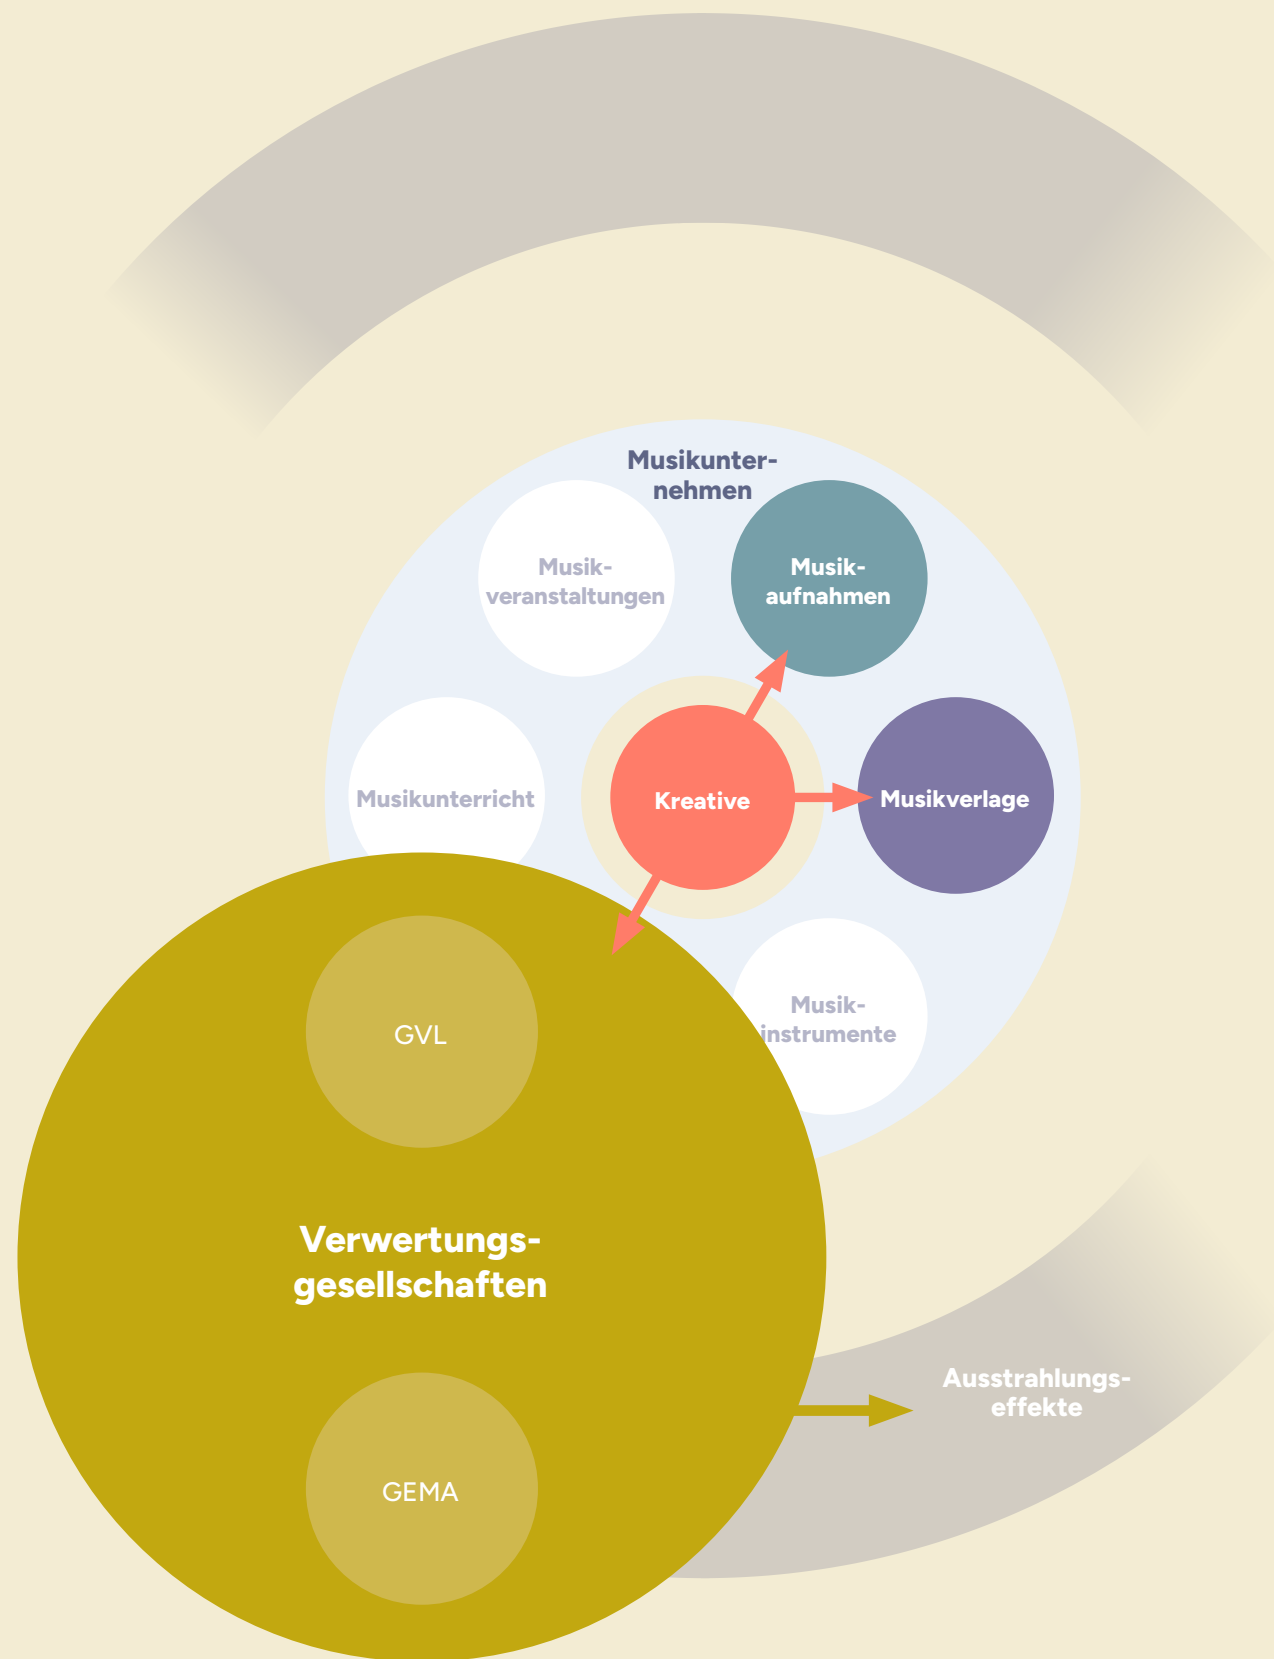 Musikunter-
nehmen
Musik-
veranstaltungen
Musik-
aufnahmen
Musikunterricht
Kreative
Musikverlage
Musik-
instrumente
GVL
Verwertungs-
gesellschaften
Ausstrahlungs-
effekte
GEMA